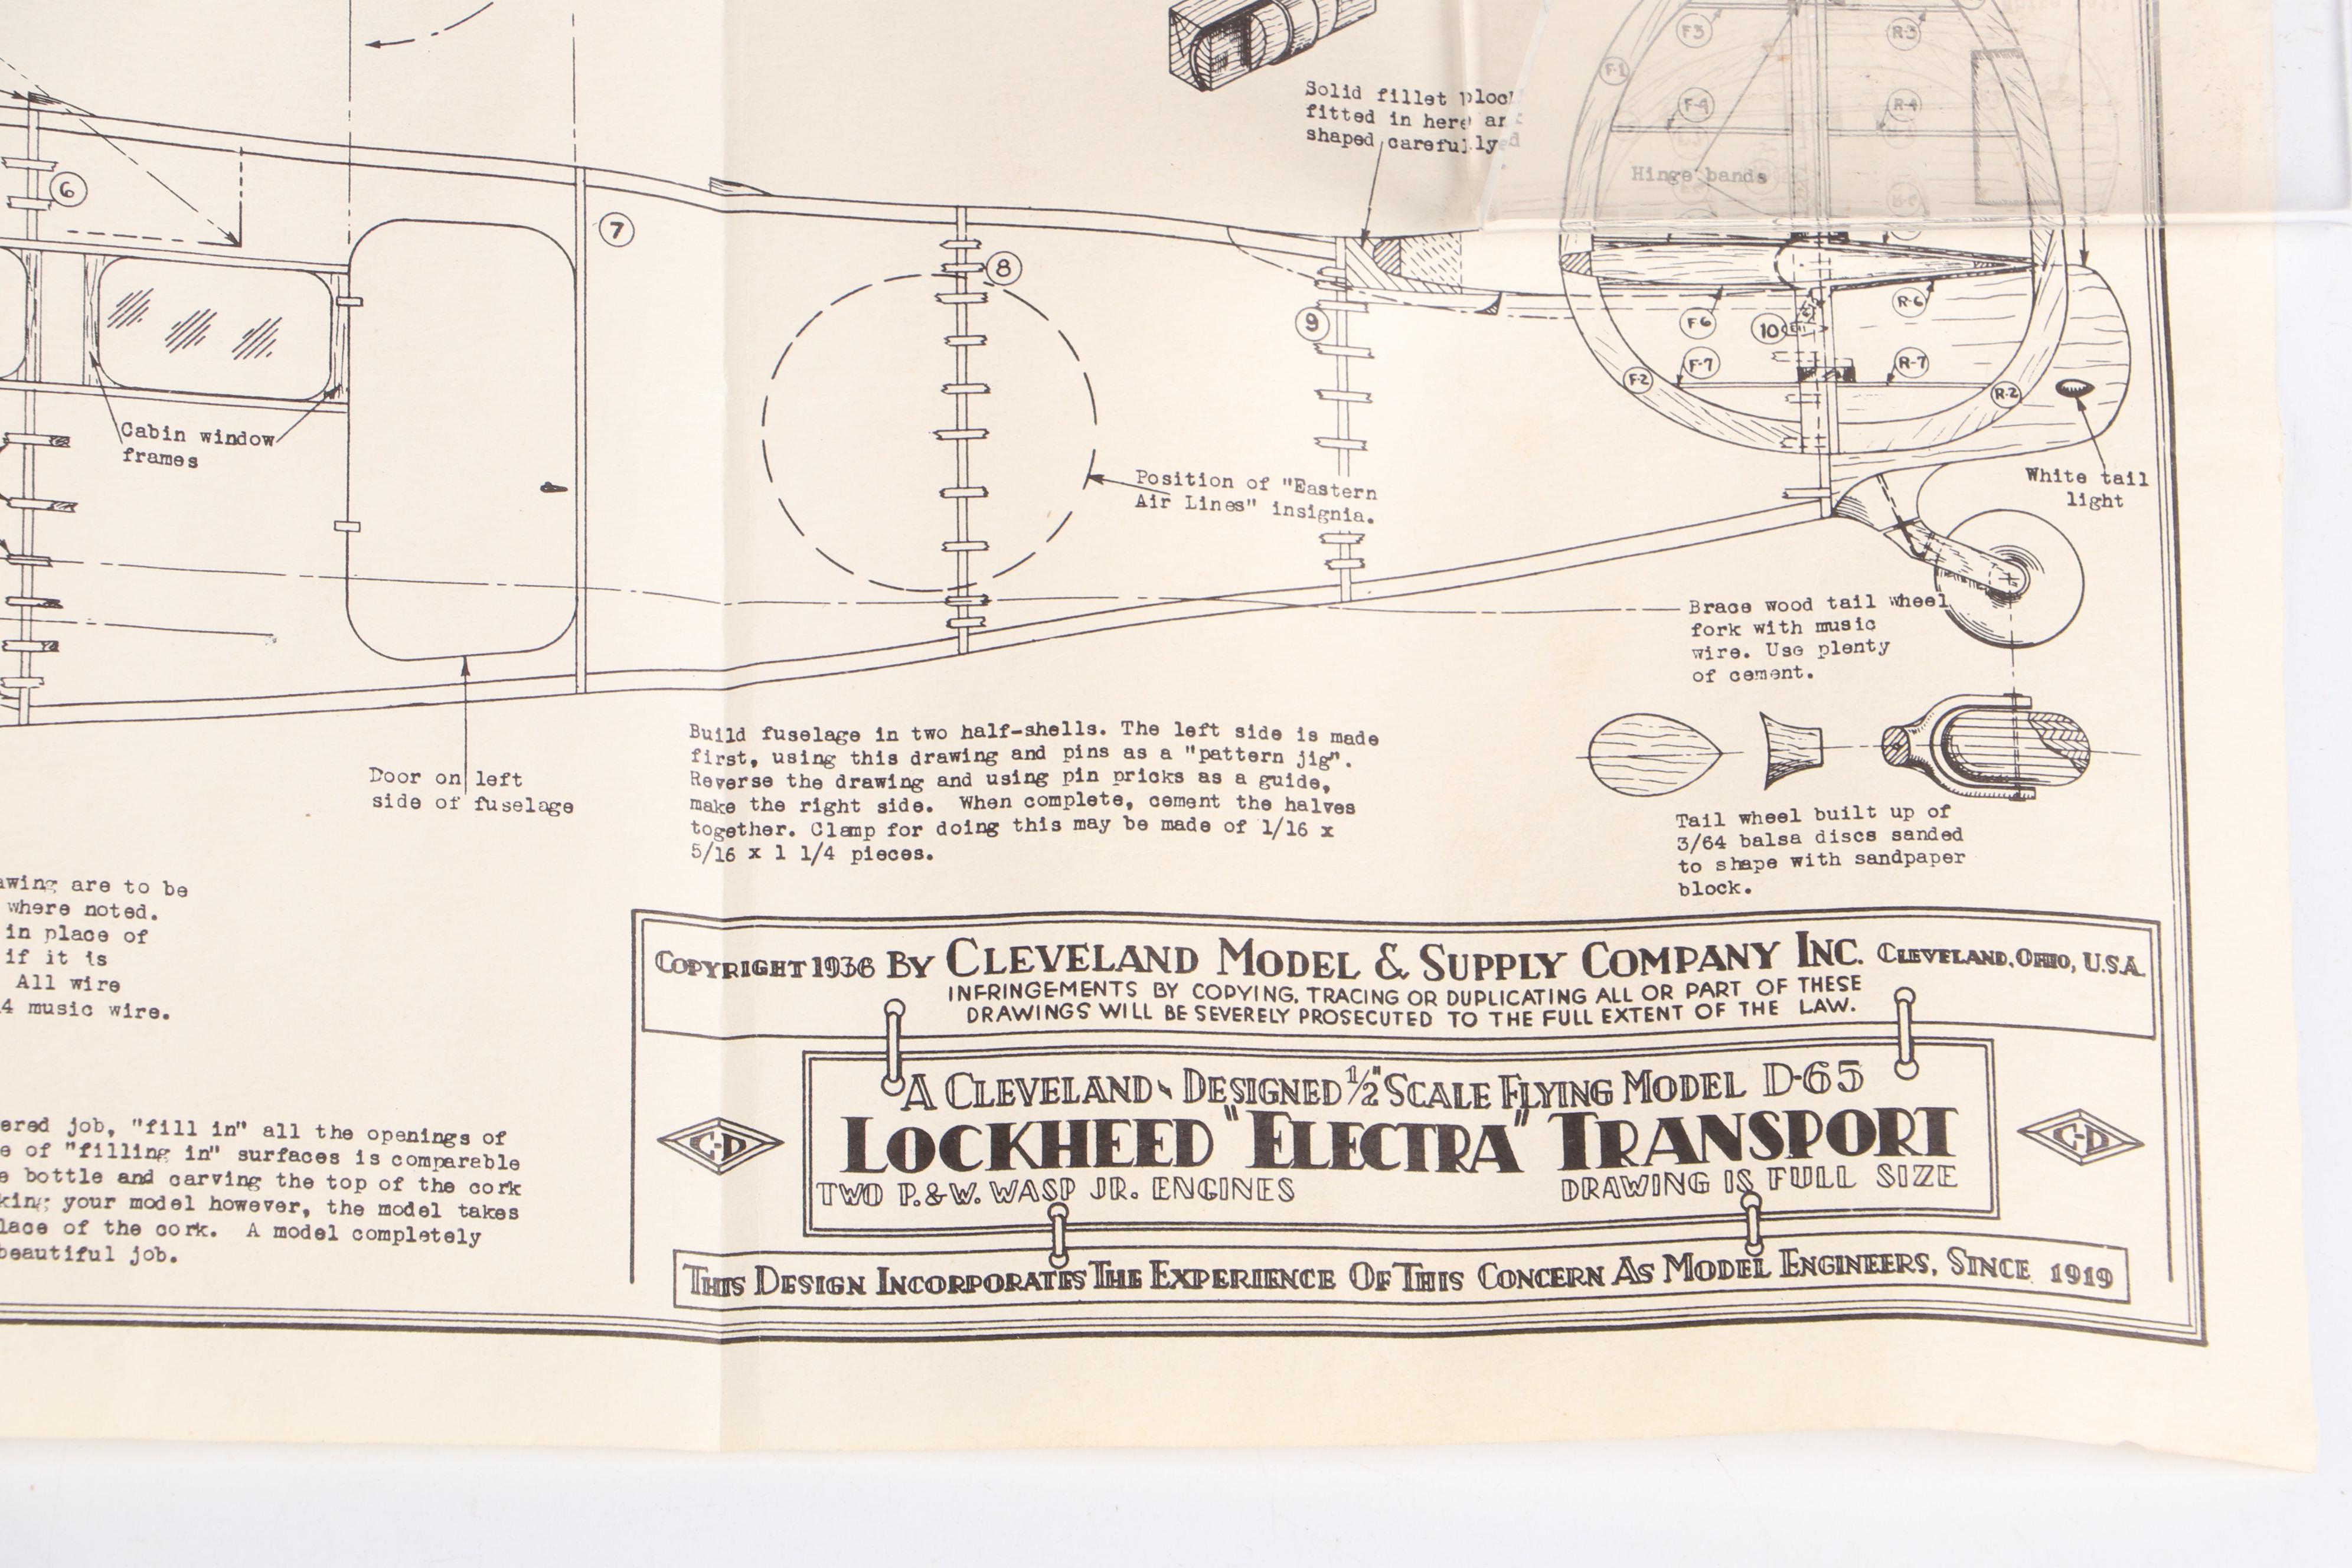 Solid fillet bloc
fitted in here an
shaped carefully
F-1
F3
R-3
F-4
R-4
Hinge bands
6
7
8
9
F6
10
R-6
F-7
R-7
F-2
R-2
Cabin window
frames
Position of "Eastern
Air Lines" insignia.
White tail
light
Brace wood tail wheel
fork with music
wire. Use plenty
of cement.
Door on left
side of fuselage
Build fuselage in two half-shells. The left side is made
first, using this drawing and pins as a "pattern jig".
Reverse the drawing and using pin pricks as a guide,
make the right side. When complete, cement the halves
together. Clamp for doing this may be made of 1/16 x
5/16 x 1 1/4 pieces.
Tail wheel built up of
3/64 balsa discs sanded
to shape with sandpaper
block.
awing are to be
where noted.
in place of
if it is
All wire
4 music wire.
ered job, "fill in" all the openings of
e of "filling in" surfaces is comparable
e bottle and carving the top of the cork
king your model however, the model takes
lace of the cork. A model completely
beautiful job.
COPYRIGHT 1936 BY CLEVELAND MODEL & SUPPLY COMPANY INC. CLEVELAND, OHIO, U.S.A.
INFRINGEMENTS BY COPYING, TRACING OR DUPLICATING ALL OR PART OF THESE
DRAWINGS WILL BE SEVERELY PROSECUTED TO THE FULL EXTENT OF THE LAW.
A CLEVELAND-DESIGNED 1/2" SCALE FLYING MODEL D-65
LOCKHEED "ELECTRA" TRANSPORT
TWO P.&W. WASP JR. ENGINES DRAWING IS FULL SIZE
C-D
C-D
THIS DESIGN INCORPORATES THE EXPERIENCE OF THIS CONCERN AS MODEL ENGINEERS, SINCE 1919